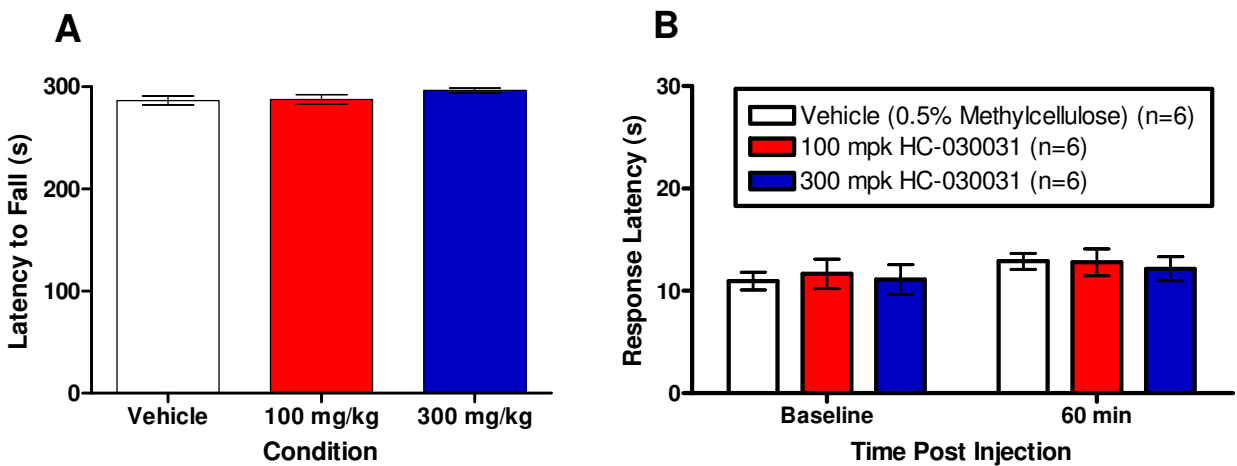 A
Latency to Fall (s)
300
200
100
0
Vehicle
100 mg/kg
300 mg/kg
Condition
B
Response Latency (s)
30
20
10
0
Vehicle (0.5% Methylcellulose) (n=6)
100 mpk HC-030031 (n=6)
300 mpk HC-030031 (n=6)
Baseline
60 min
Time Post Injection